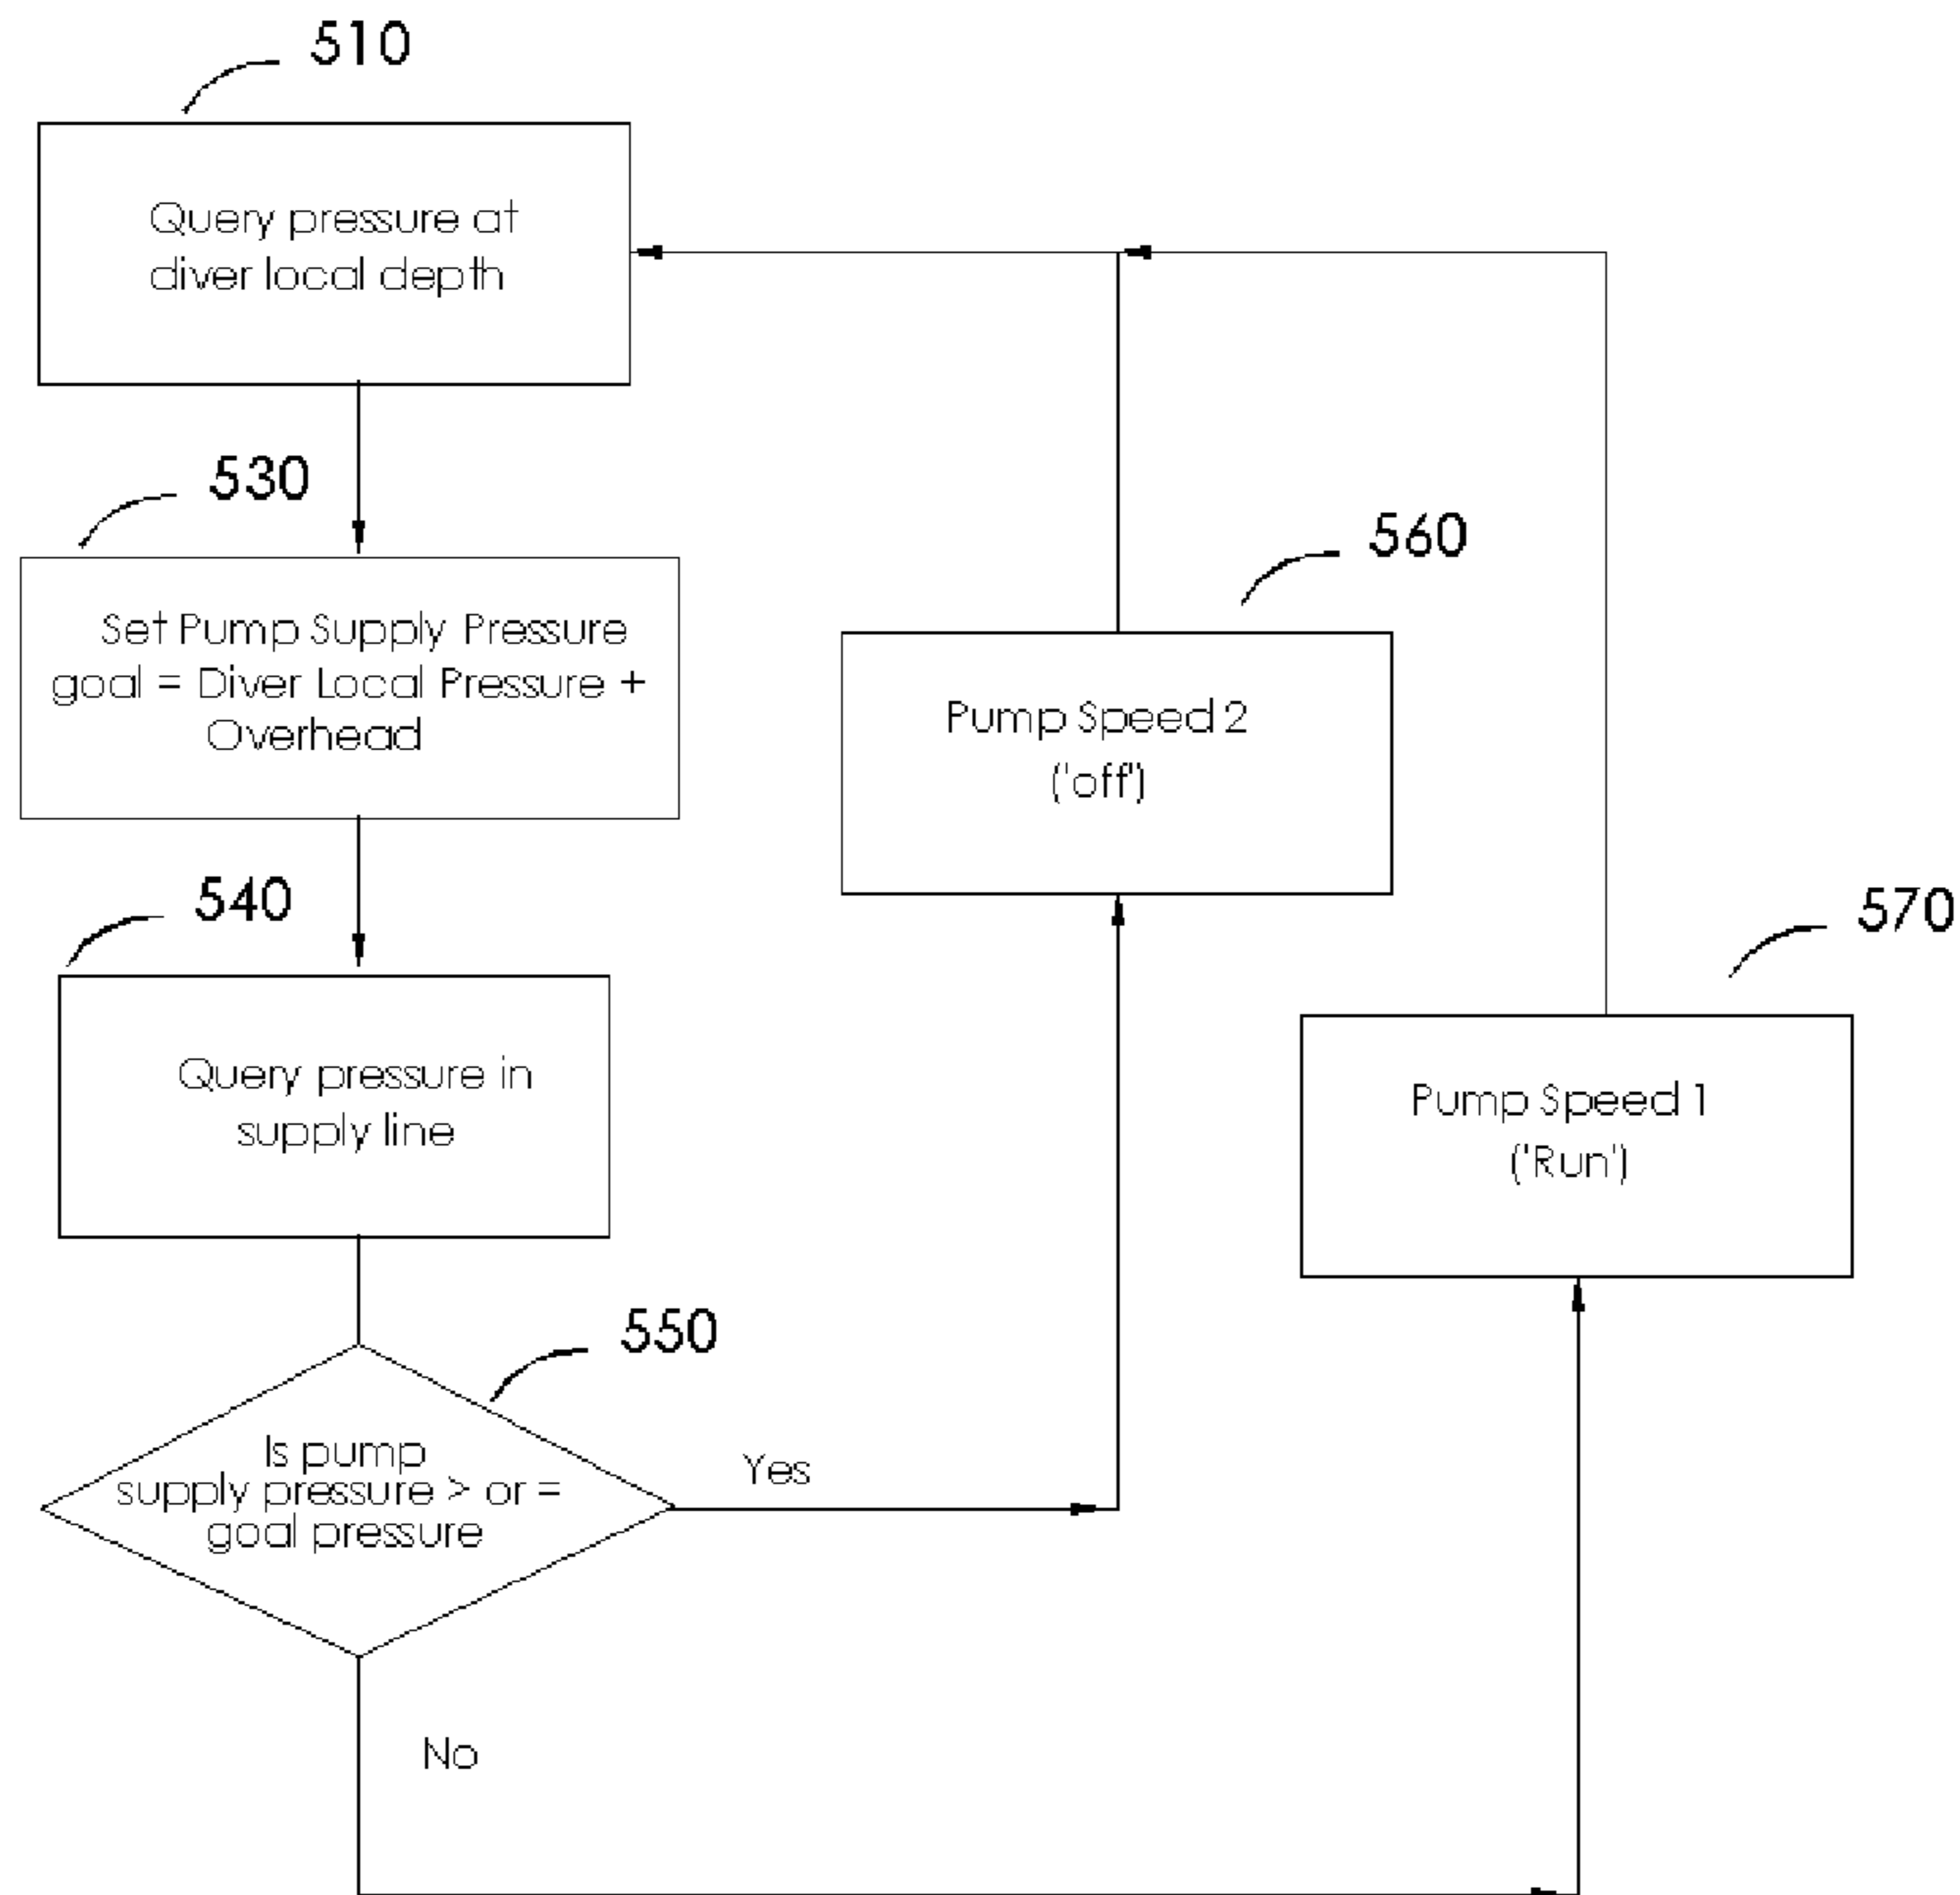 510
Query pressure at
diver local depth
530
Set Pump Supply Pressure
goal = Diver Local Pressure +
Overhead
540
Query pressure in
supply line
550
Is pump
supply pressure > or =
goal pressure
Yes
No
560
Pump Speed 2
('off')
570
Pump Speed 1
('Run')